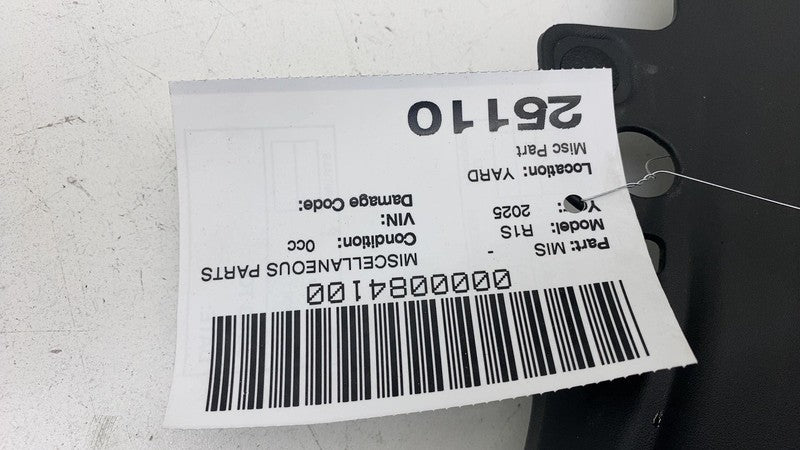 0000084100
Part: MIS - MISCELLANEOUS PARTS
Model: R1S Condition: 0cc
2025 VIN:
Damage Code:
Location: YARD
Misc Part
25110